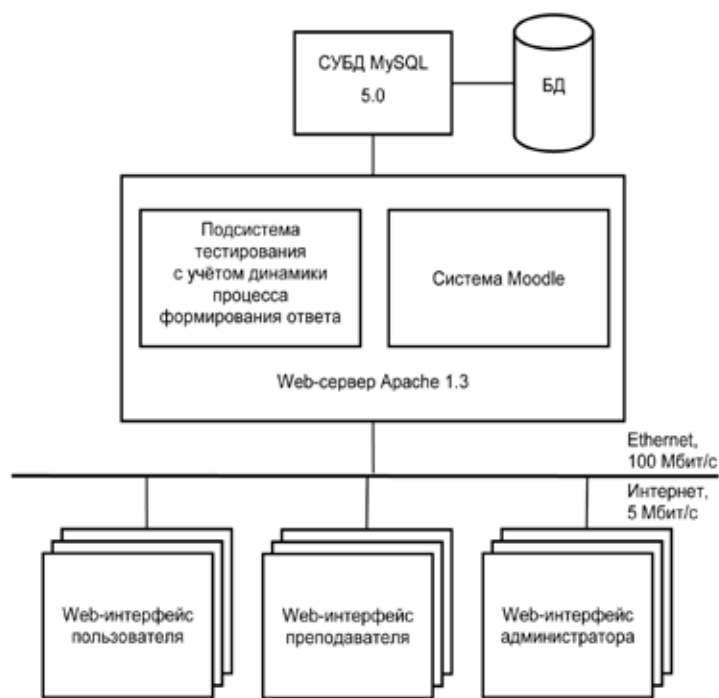 СУБД MySQL
5.0
БД
Подсистема
тестирования
с учётом динамики
процесса
формирования ответа
Система Moodle
Web-сервер Apache 1.3
Ethernet,
100 Мбит/с
Интернет,
5 Мбит/с
Web-интерфейс
пользователя
Web-интерфейс
преподавателя
Web-интерфейс
администратора